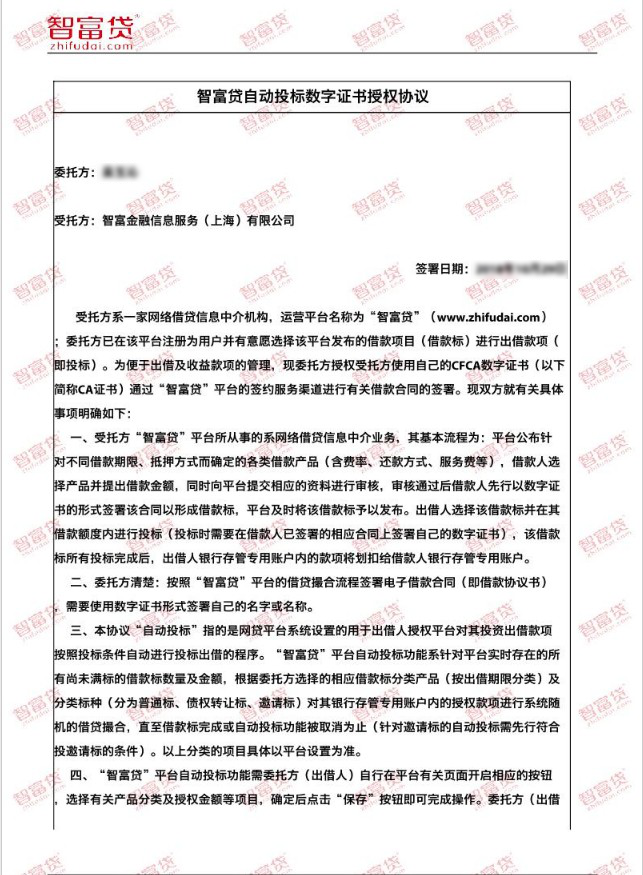 智富贷
zhifudai.com
智富贷自动投标数字证书授权协议
委托方：
受托方：智富金融信息服务（上海）有限公司
签署日期：
受托方系一家网络借贷信息中介机构，运营平台名称为“智富贷”（www.zhifudai.com）
；委托方已在该平台注册为用户并有意愿选择该平台发布的借款项目（借款标）进行出借款项（
即投标）。为便于出借及收益款项的管理，现委托方授权受托方使用自己的CFCA数字证书（以下
简称CA证书）通过“智富贷”平台的签约服务渠道进行有关借款合同的签署。现双方就有关具体
事项明确如下：
一、受托方“智富贷”平台所从事的系网络借贷信息中介业务，其基本流程为：平台公布针
对不同借款期限、抵押方式而确定的各类借款产品（含费率、还款方式、服务费等），借款人选
择产品并提出借款金额，同时向平台提交相应的资料进行审核，审核通过后借款人先行以数字证
书的形式签署该合同以形成借款标，平台及时将该借款标予以发布。出借人选择该借款标并在其
借款额度内进行投标（投标时需要在借款人已签署的相应合同上签署自己的数字证书），该借款
标所有投标完成后，出借人银行存管专用账户内的款项将划扣给借款人银行存管专用账户。
二、委托方清楚：按照“智富贷”平台的借贷撮合流程签署电子借款合同（即借款协议书）
，需要使用数字证书形式签署自己的名字或名称。
三、本协议“自动投标”指的是网贷平台系统设置的用于出借人授权平台对其投资出借款项
按照投标条件自动进行投标出借的程序。“智富贷”平台自动投标功能系针对平台实时存在的所
有尚未满标的借款标数量及金额，根据委托方选择的相应借款标分类产品（按出借期限分类）及
分类标种（分为普通标、债权转让标、邀请标）对其银行存管专用账户内的授权款项进行系统随
机的借贷撮合，直至借款标完成或自动投标功能被取消为止（针对邀请标的自动投标需先行符合
投邀请标的条件）。以上分类的项目具体以平台设置为准。
四、“智富贷”平台自动投标功能需委托方（出借人）自行在平台有关页面开启相应的按钮
，选择有关产品分类及授权金额等项目，确定后点击“保存”按钮即可完成操作。委托方（出借